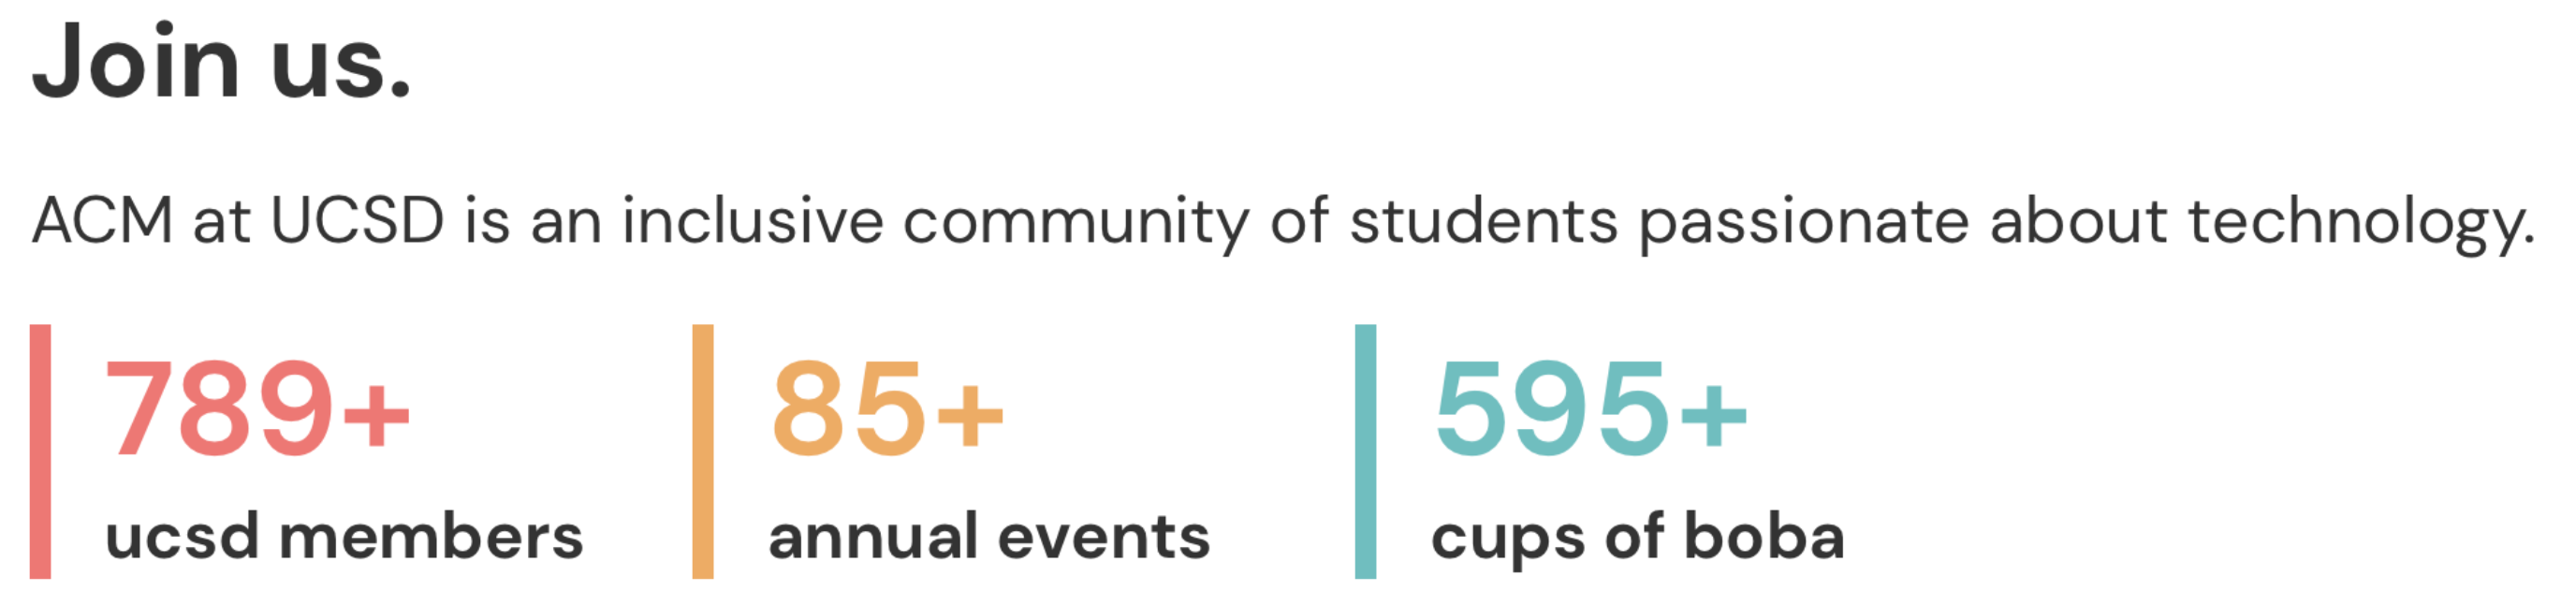 Join us.
ACM at UCSD is an inclusive community of students passionate about technology.
789+
ucsd members
85+
annual events
595+
cups of boba